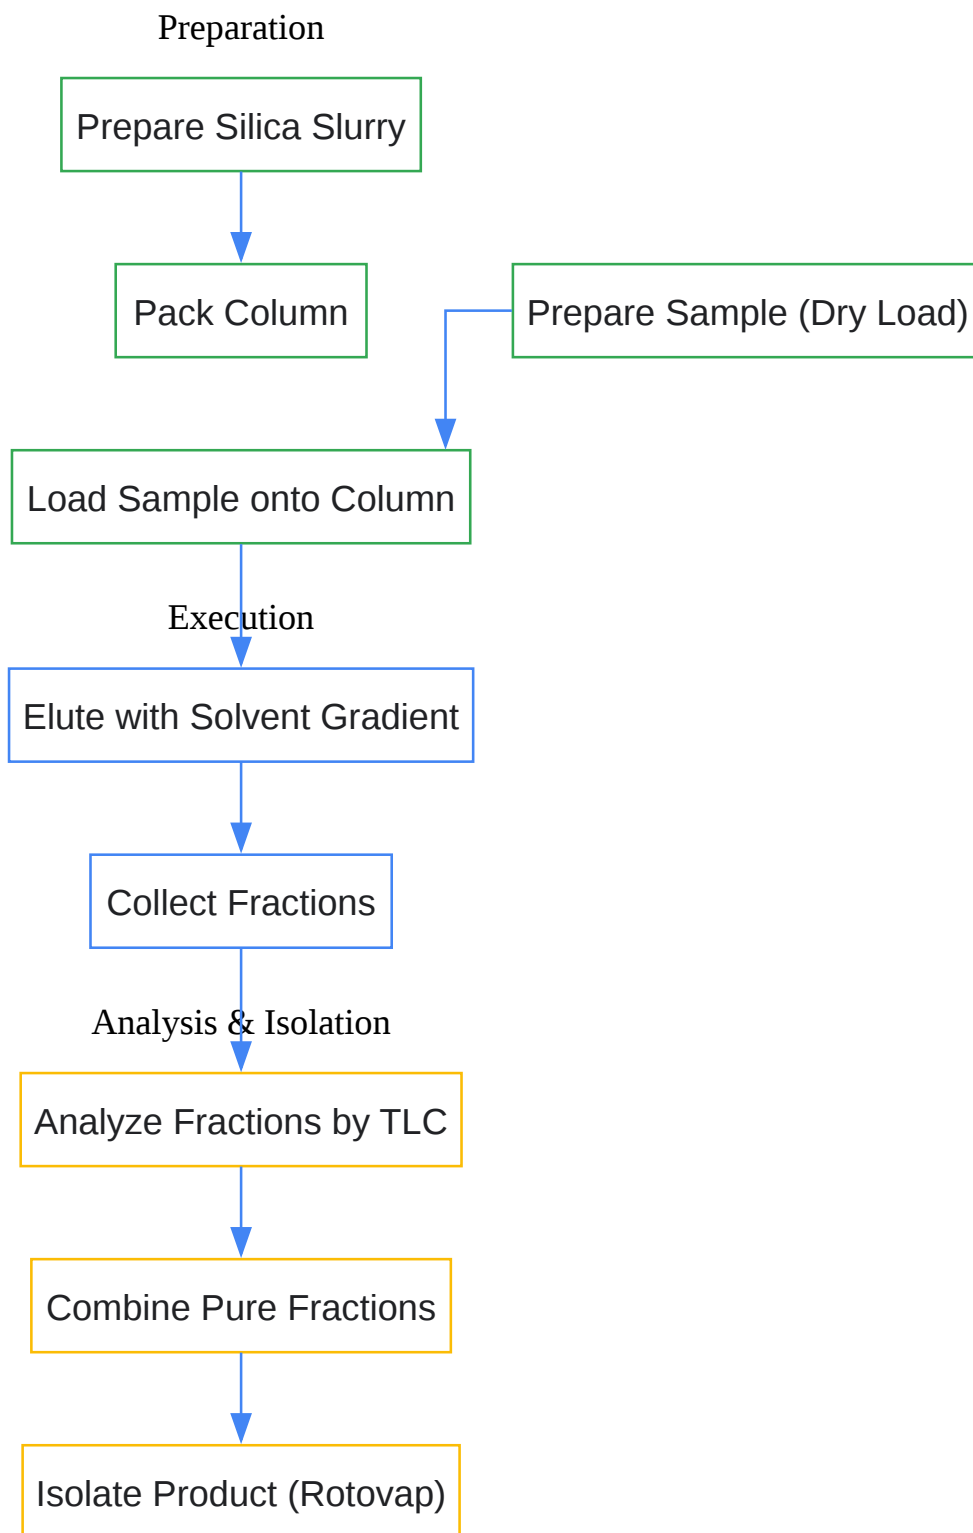 Preparation
Prepare Silica Slurry
Pack Column
Prepare Sample (Dry Load)
Load Sample onto Column
Execution
Elute with Solvent Gradient
Collect Fractions
Analysis & Isolation
Analyze Fractions by TLC
Combine Pure Fractions
Isolate Product (Rotovap)